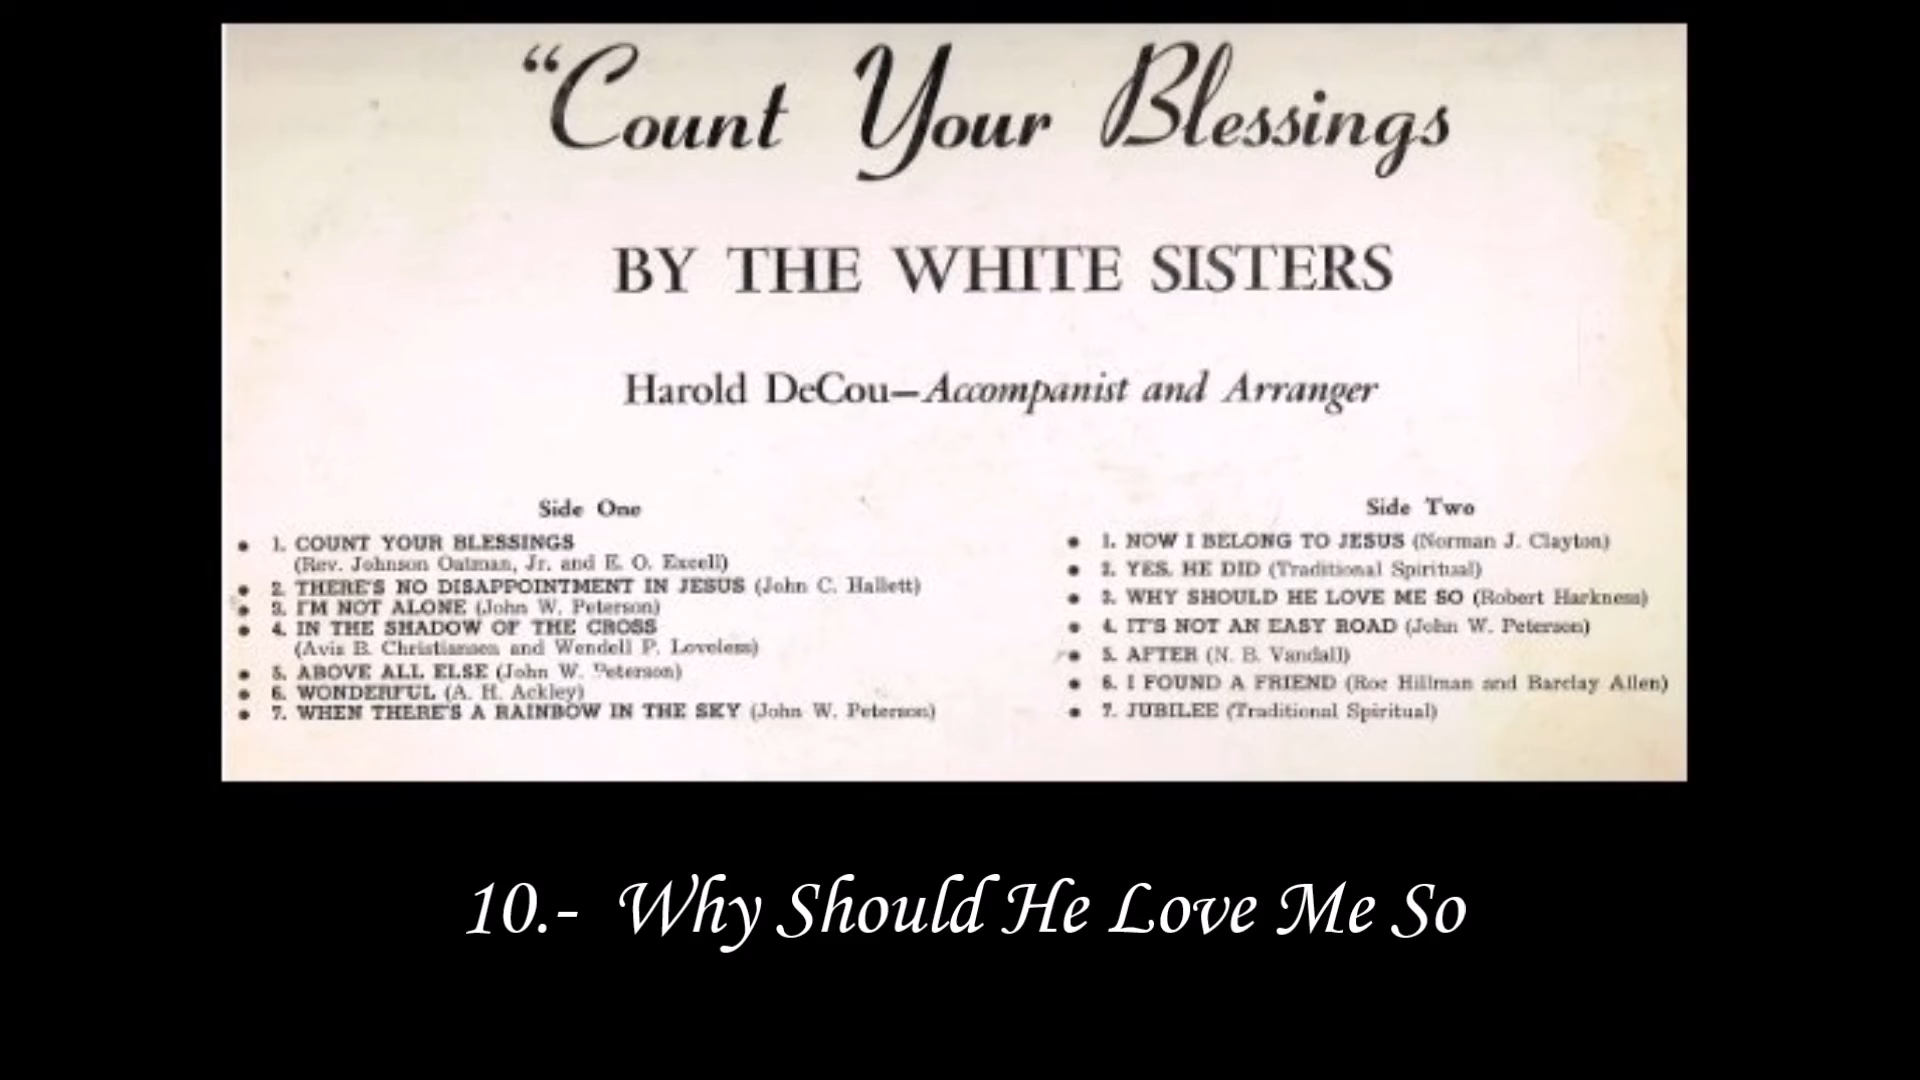 “Count Your Blessings
BY THE WHITE SISTERS
Harold DeCou—Accompanist and Arranger
Side One
• 1. COUNT YOUR BLESSINGS
(Rev. Johnson Oatman, Jr. and E. O. Excell)
• 2. THERE'S NO DISAPPOINTMENT IN JESUS (John C. Hallett)
• 3. I'M NOT ALONE (John W. Peterson)
• 4. IN THE SHADOW OF THE CROSS
(Avis B. Christiansen and Wendell P. Loveless)
• 5. ABOVE ALL ELSE (John W. Peterson)
• 6. WONDERFUL (A. H. Ackley)
• 7. WHEN THERE'S A RAINBOW IN THE SKY (John W. Peterson)
Side Two
• 1. NOW I BELONG TO JESUS (Norman J. Clayton)
• 2. YES, HE DID (Traditional Spiritual)
• 3. WHY SHOULD HE LOVE ME SO (Robert Harkness)
• 4. IT'S NOT AN EASY ROAD (John W. Peterson)
• 5. AFTER (N. B. Vandall)
• 6. I FOUND A FRIEND (Roc Hillman and Barclay Allen)
• 7. JUBILEE (Traditional Spiritual)
10.- Why Should He Love Me So